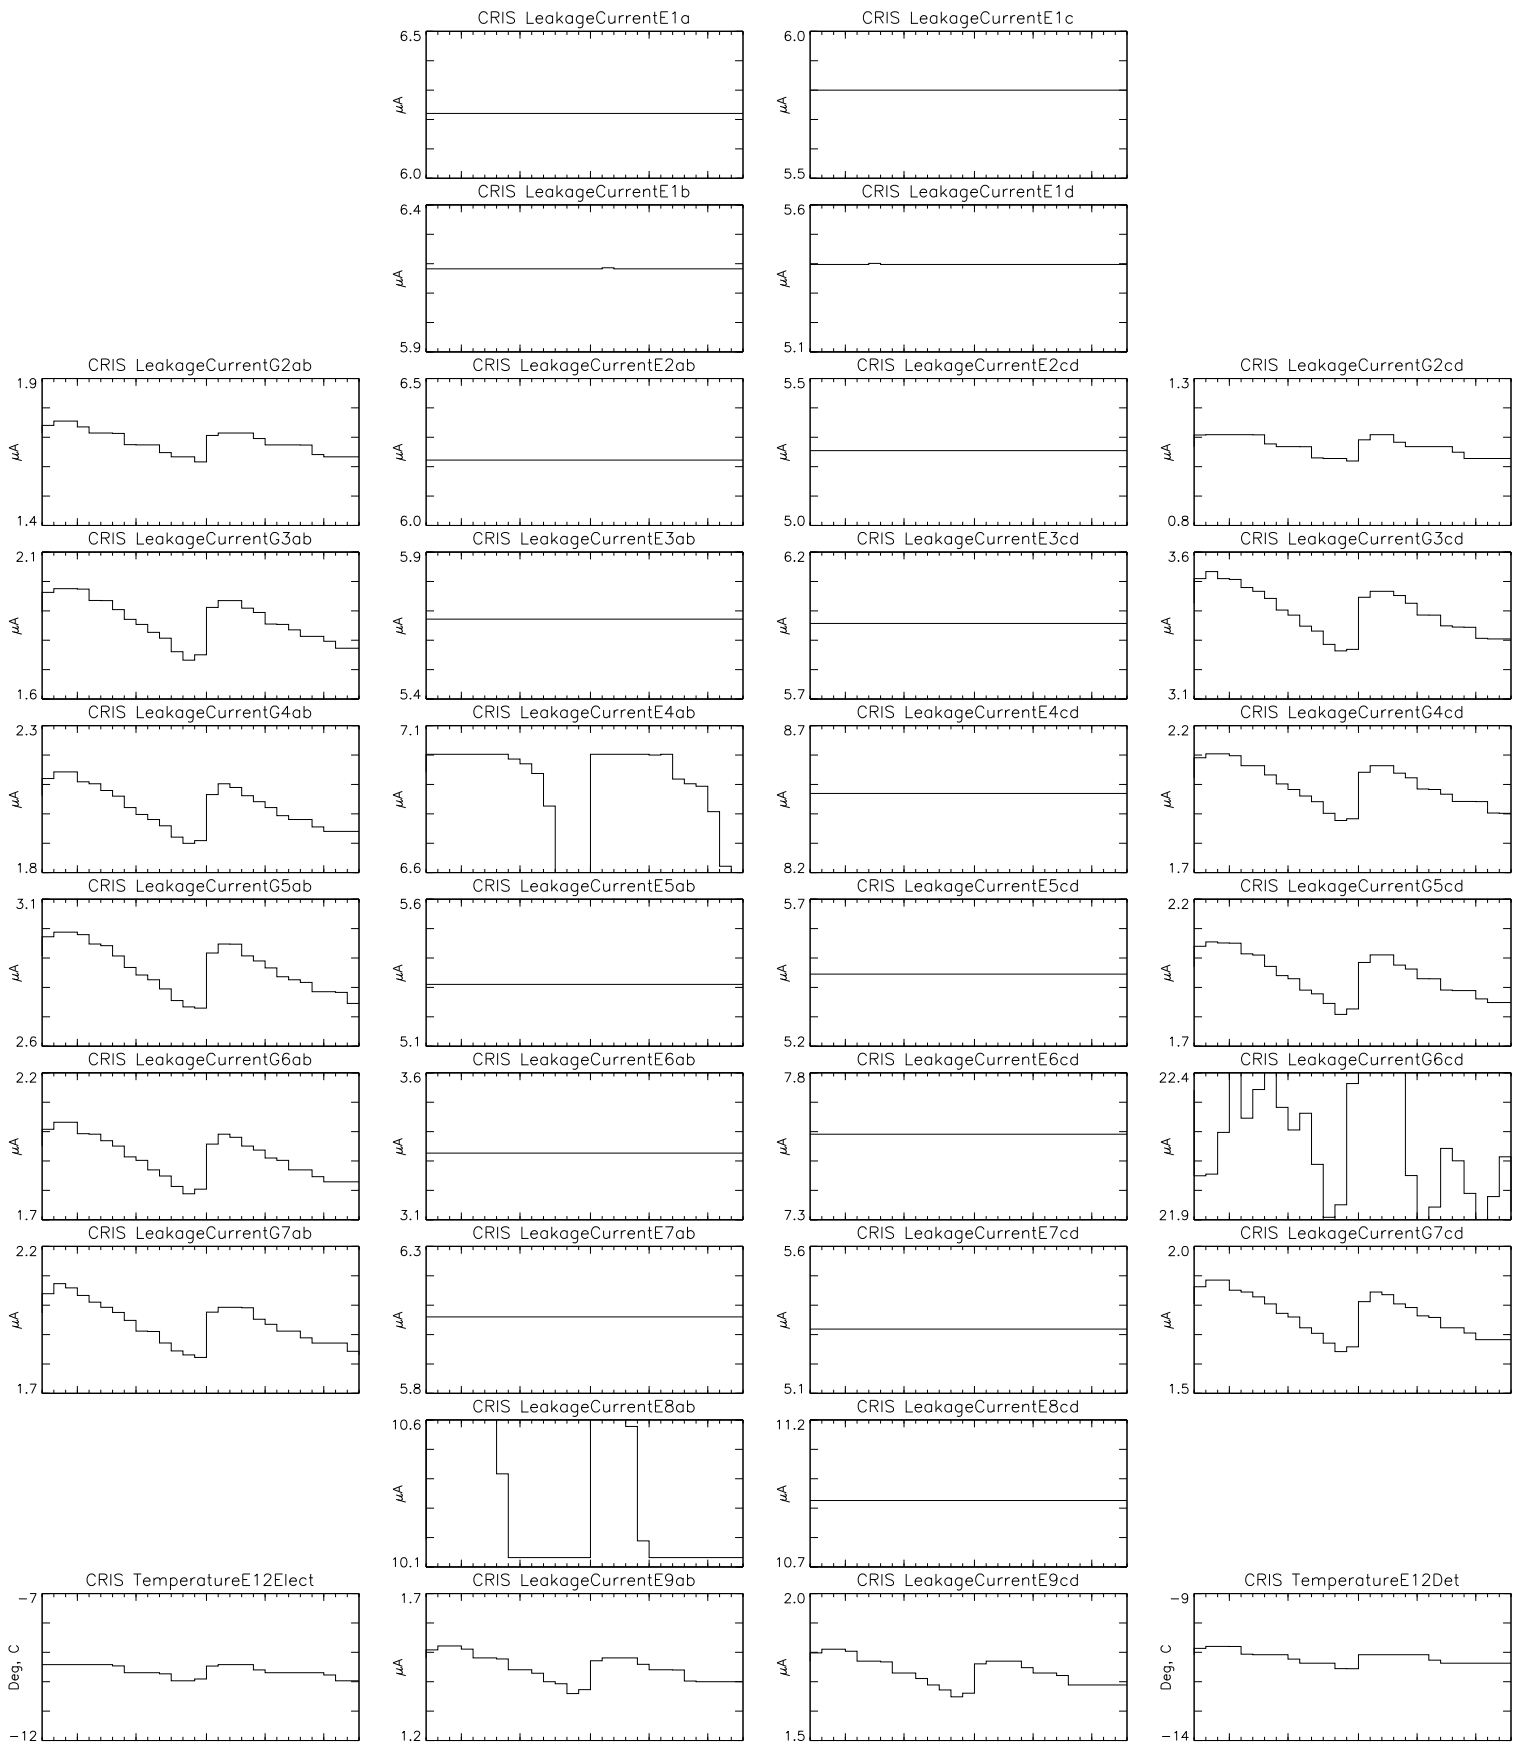 CRIS LeakageCurrentE1a
6.5
μA
6.0
CRIS LeakageCurrentE1c
6.0
μA
5.5
CRIS LeakageCurrentE1b
6.4
μA
5.9
CRIS LeakageCurrentE1d
5.6
μA
5.1
CRIS LeakageCurrentG2ab
1.9
μA
1.4
CRIS LeakageCurrentE2ab
6.5
μA
6.0
CRIS LeakageCurrentE2cd
5.5
μA
5.0
CRIS LeakageCurrentG2cd
1.3
μA
0.8
CRIS LeakageCurrentG3ab
2.1
μA
1.6
CRIS LeakageCurrentE3ab
5.9
μA
5.4
CRIS LeakageCurrentE3cd
6.2
μA
5.7
CRIS LeakageCurrentG3cd
3.6
μA
3.1
CRIS LeakageCurrentG4ab
2.3
μA
1.8
CRIS LeakageCurrentE4ab
7.1
μA
6.6
CRIS LeakageCurrentE4cd
8.7
μA
8.2
CRIS LeakageCurrentG4cd
2.2
μA
1.7
CRIS LeakageCurrentG5ab
3.1
μA
2.6
CRIS LeakageCurrentE5ab
5.6
μA
5.1
CRIS LeakageCurrentE5cd
5.7
μA
5.2
CRIS LeakageCurrentG5cd
2.2
μA
1.7
CRIS LeakageCurrentG6ab
2.2
μA
1.7
CRIS LeakageCurrentE6ab
3.6
μA
3.1
CRIS LeakageCurrentE6cd
7.8
μA
7.3
CRIS LeakageCurrentG6cd
22.4
μA
21.9
CRIS LeakageCurrentG7ab
2.2
μA
1.7
CRIS LeakageCurrentE7ab
6.3
μA
5.8
CRIS LeakageCurrentE7cd
5.6
μA
5.1
CRIS LeakageCurrentG7cd
2.0
μA
1.5
CRIS LeakageCurrentE8ab
10.6
μA
10.1
CRIS LeakageCurrentE8cd
11.2
μA
10.7
CRIS TemperatureE12Elect
-7
Deg, C
-12
CRIS LeakageCurrentE9ab
1.7
μA
1.2
CRIS LeakageCurrentE9cd
2.0
μA
1.5
CRIS TemperatureE12Det
-9
Deg, C
-14